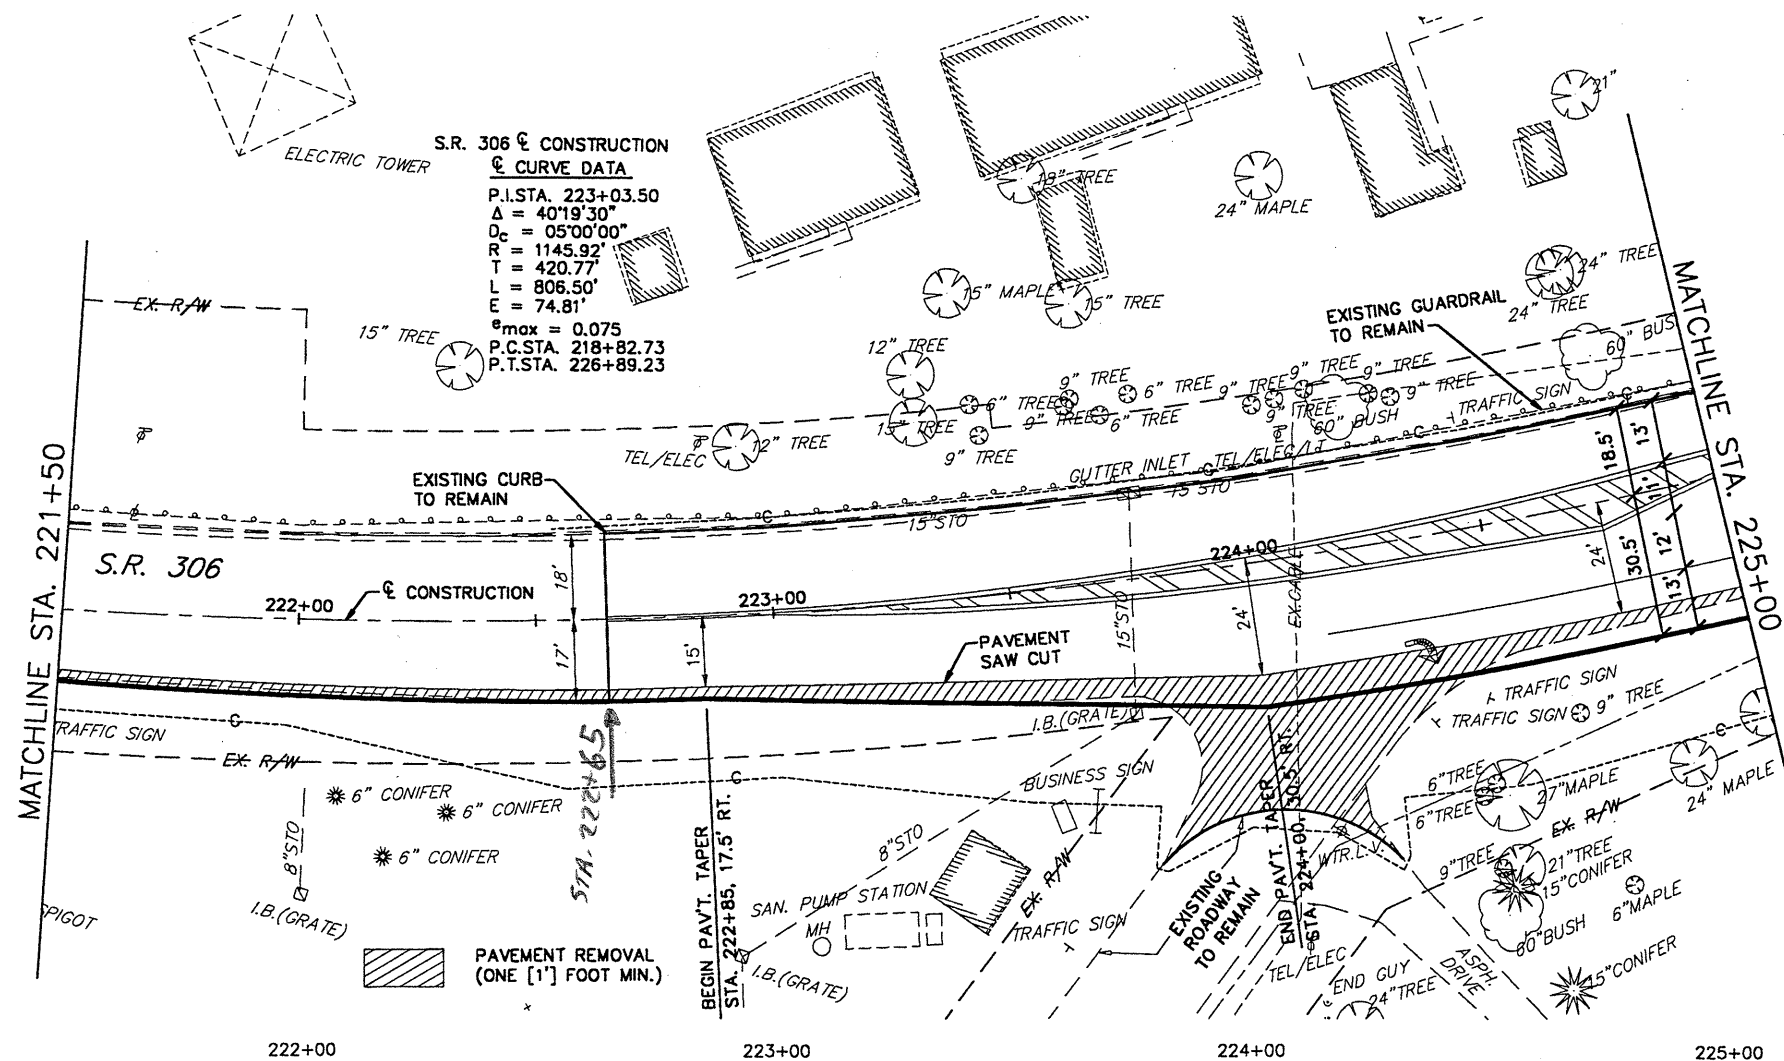 ELECTRIC TOWER
S.R. 306 ℄ CONSTRUCTION
℄ CURVE DATA
P.I.STA. 223+03.50
Δ = 40°19'30"
Dc = 05°00'00"
R = 1145.92'
T = 420.77'
L = 806.50'
E = 74.81'
emax = 0.075
P.C.STA. 218+82.73
P.T.STA. 226+89.23
21"
18" TREE
24" MAPLE
15" MAPLE
15" TREE
24" TREE
24" TREE
EXISTING GUARDRAIL
TO REMAIN
60" BUS
EX. R/W
15" TREE
12" TREE
9" TREE
6" TREE
9" TREE
9" TREE
9" TREE
9" TREE
6" TREE
9" TREE
6" TREE
9" TREE
60" BUSH
TRAFFIC SIGN
15" TREE
12" TREE
TEL/ELEC
9" TREE
GUTTER INLET
TEL/ELEC/LT
EXISTING CURB
TO REMAIN
15"STO
15"STO
G
G
G
G
MATCHLINE STA. 221+50
MATCHLINE STA. 225+00
S.R. 306
℄ CONSTRUCTION
222+00
223+00
224+00
18'
17'
15'
24'
24'
18.5'
30.5'
13'
11'
12'
13'
15"STO
EX.CABLE
PAVEMENT
SAW CUT
TRAFFIC SIGN
EX. R/W
G
G
G
STA. 222+65
I.B.(GRATE)
TRAFFIC SIGN
TRAFFIC SIGN
9" TREE
6" CONIFER
6" CONIFER
6" CONIFER
8"STO
I.B.(GRATE)
SPIGOT
BUSINESS SIGN
8"STO
SAN. PUMP STATION
MH
I.B.(GRATE)
EX. R/W
TRAFFIC SIGN
BEGIN PAV'T. TAPER
STA. 222+85, 17.5' RT.
END PAV'T. TAPER
STA. 224+00, 30.5' RT.
EXISTING
ROADWAY
TO REMAIN
WTR.L.V.
6"TREE
6"TREE
27"MAPLE
24" MAPLE
EX. R/W
9"TREE
21"TREE
15"CONIFER
6"MAPLE
60"BUSH
15"CONIFER
ASPH.
DRIVE
TEL/ELEC
END GUY
24"TREE
PAVEMENT REMOVAL
(ONE [1'] FOOT MIN.)
222+00
223+00
224+00
225+00